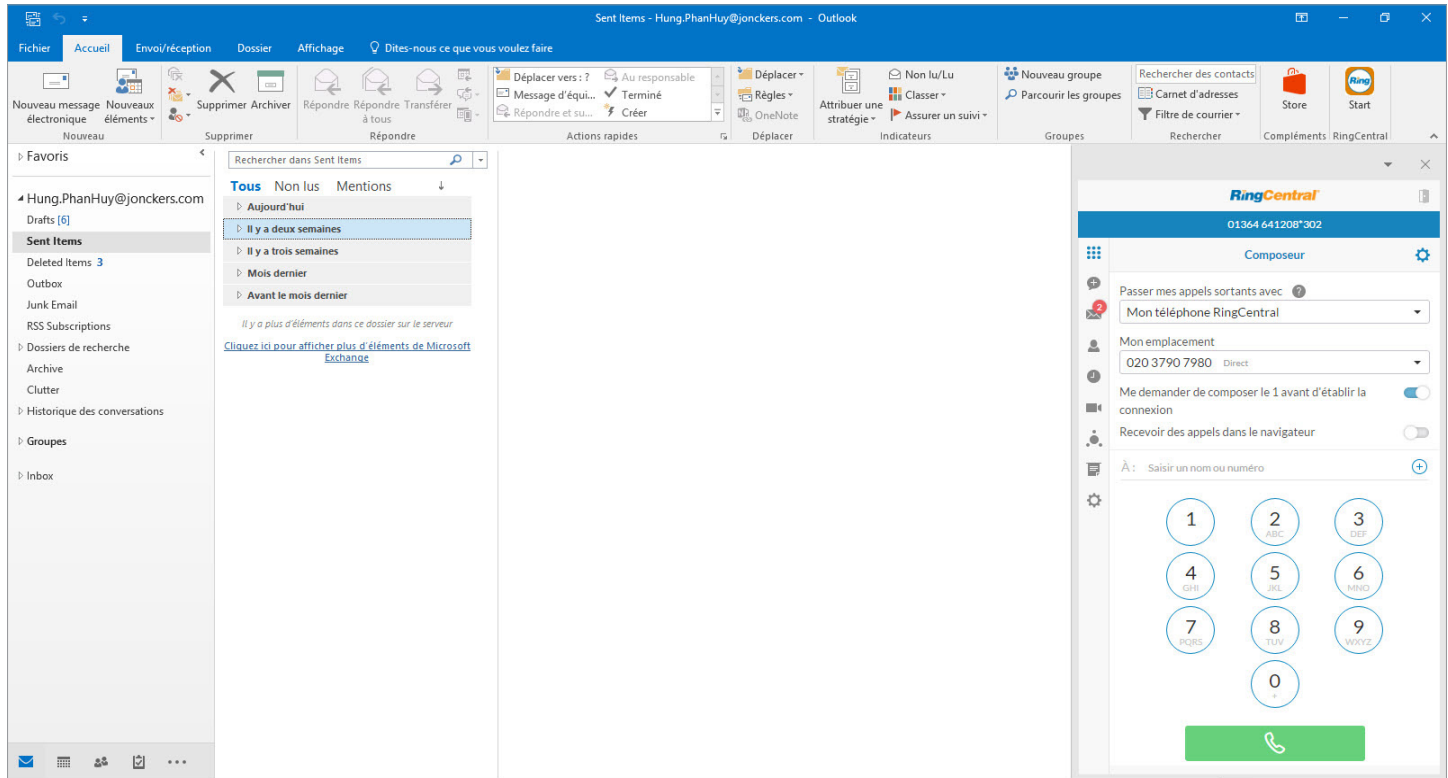 Sent Items - Hung.PhanHuy@jonckers.com - Outlook
Fichier Accueil Envoi/réception Dossier Affichage Dites-nous ce que vous voulez faire
Nouveau message électronique
Nouveaux éléments
Nouveau
Supprimer Archiver
Supprimer
Répondre Répondre à tous Transférer
Répondre
Déplacer vers : ? Au responsable
Message d'équi... Terminé
Répondre et su... Créer
Actions rapides
Déplacer
Règles
OneNote
Déplacer
Attribuer une stratégie
Non lu/Lu
Classer
Assurer un suivi
Indicateurs
Nouveau groupe
Parcourir les groupes
Groupes
Rechercher des contacts
Carnet d'adresses
Filtre de courrier
Rechercher
Store
Compléments
Ring
Start
RingCentral
Favoris
Hung.PhanHuy@jonckers.com
Drafts [6]
Sent Items
Deleted Items 3
Outbox
Junk Email
RSS Subscriptions
Dossiers de recherche
Archive
Clutter
Historique des conversations
Groupes
Inbox
Rechercher dans Sent Items
Tous Non lus Mentions
Aujourd'hui
Il y a deux semaines
Il y a trois semaines
Mois dernier
Avant le mois dernier
Il y a plus d'éléments dans ce dossier sur le serveur
Cliquez ici pour afficher plus d'éléments de Microsoft
Exchange
RingCentral
01364 641208*302
Composeur
2
Passer mes appels sortants avec ?
Mon téléphone RingCentral
Mon emplacement
020 3790 7980 Direct
Me demander de composer le 1 avant d'établir la
connexion
Recevoir des appels dans le navigateur
À : Saisir un nom ou numéro
1 2 3
ABC DEF
4 5 6
GHI JKL MNO
7 8 9
PQRS TUV WXYZ
0
+